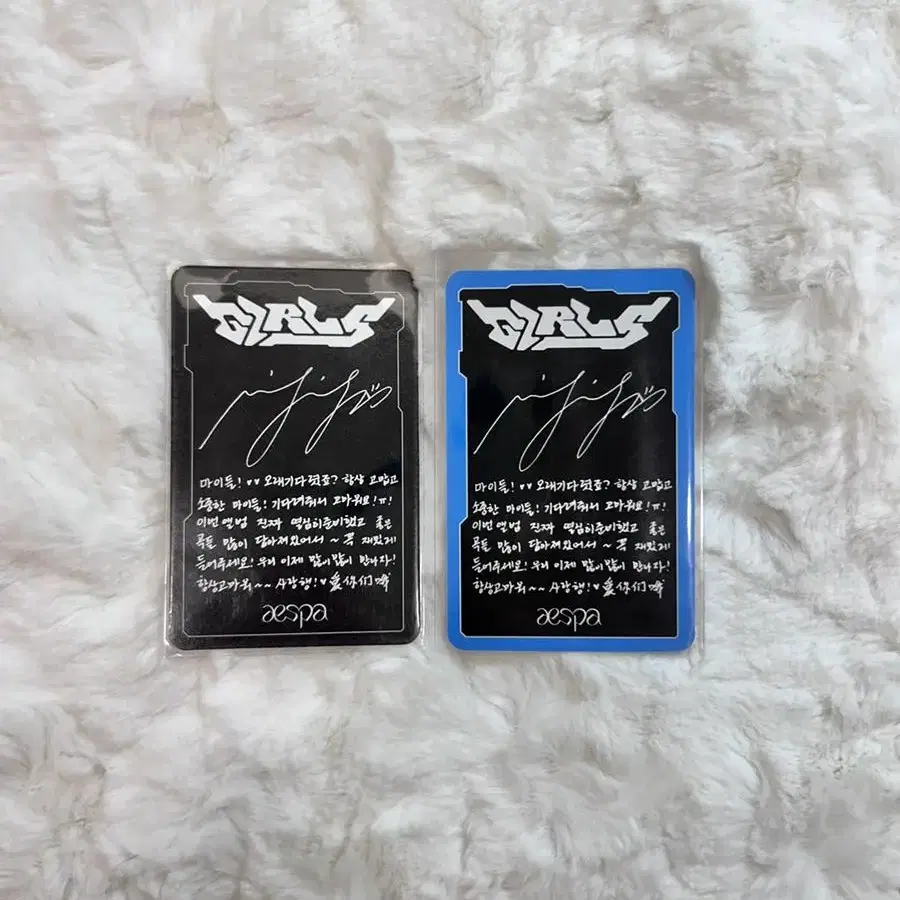 GIRLS
마이들! ♥♥ 오래기다렸죠? 항상 고맙고
소중한 마이들! 기다려줘서 고마워요!ㅠ!
이번 앨범 진짜 열심히준비했고 좋은
곡들 많이 담아져있어서 ~ 꼭 재밌게
들어주세요! 우리 이제 많이많이 만나자!
항상고마워~~ 사랑행!♥ 愛你们
aespa
GIRLS
마이들! ♥♥ 오래기다렸죠? 항상 고맙고
소중한 마이들! 기다려줘서 고마워요!ㅠ!
이번 앨범 진짜 열심히준비했고 좋은
곡들 많이 담아져있어서 ~ 꼭 재밌게
들어주세요! 우리 이제 많이많이 만나자!
항상고마워~~ 사랑행!♥ 愛你们
aespa